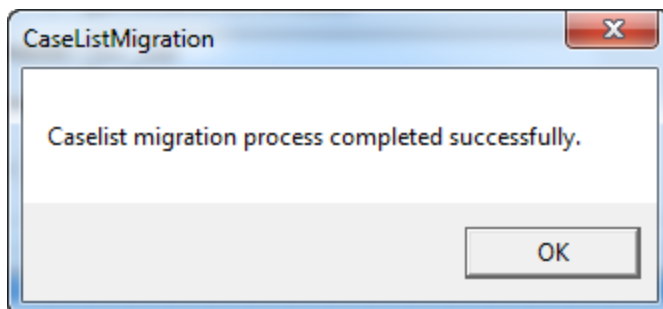 CaseListMigration
Caselist migration process completed successfully.
OK